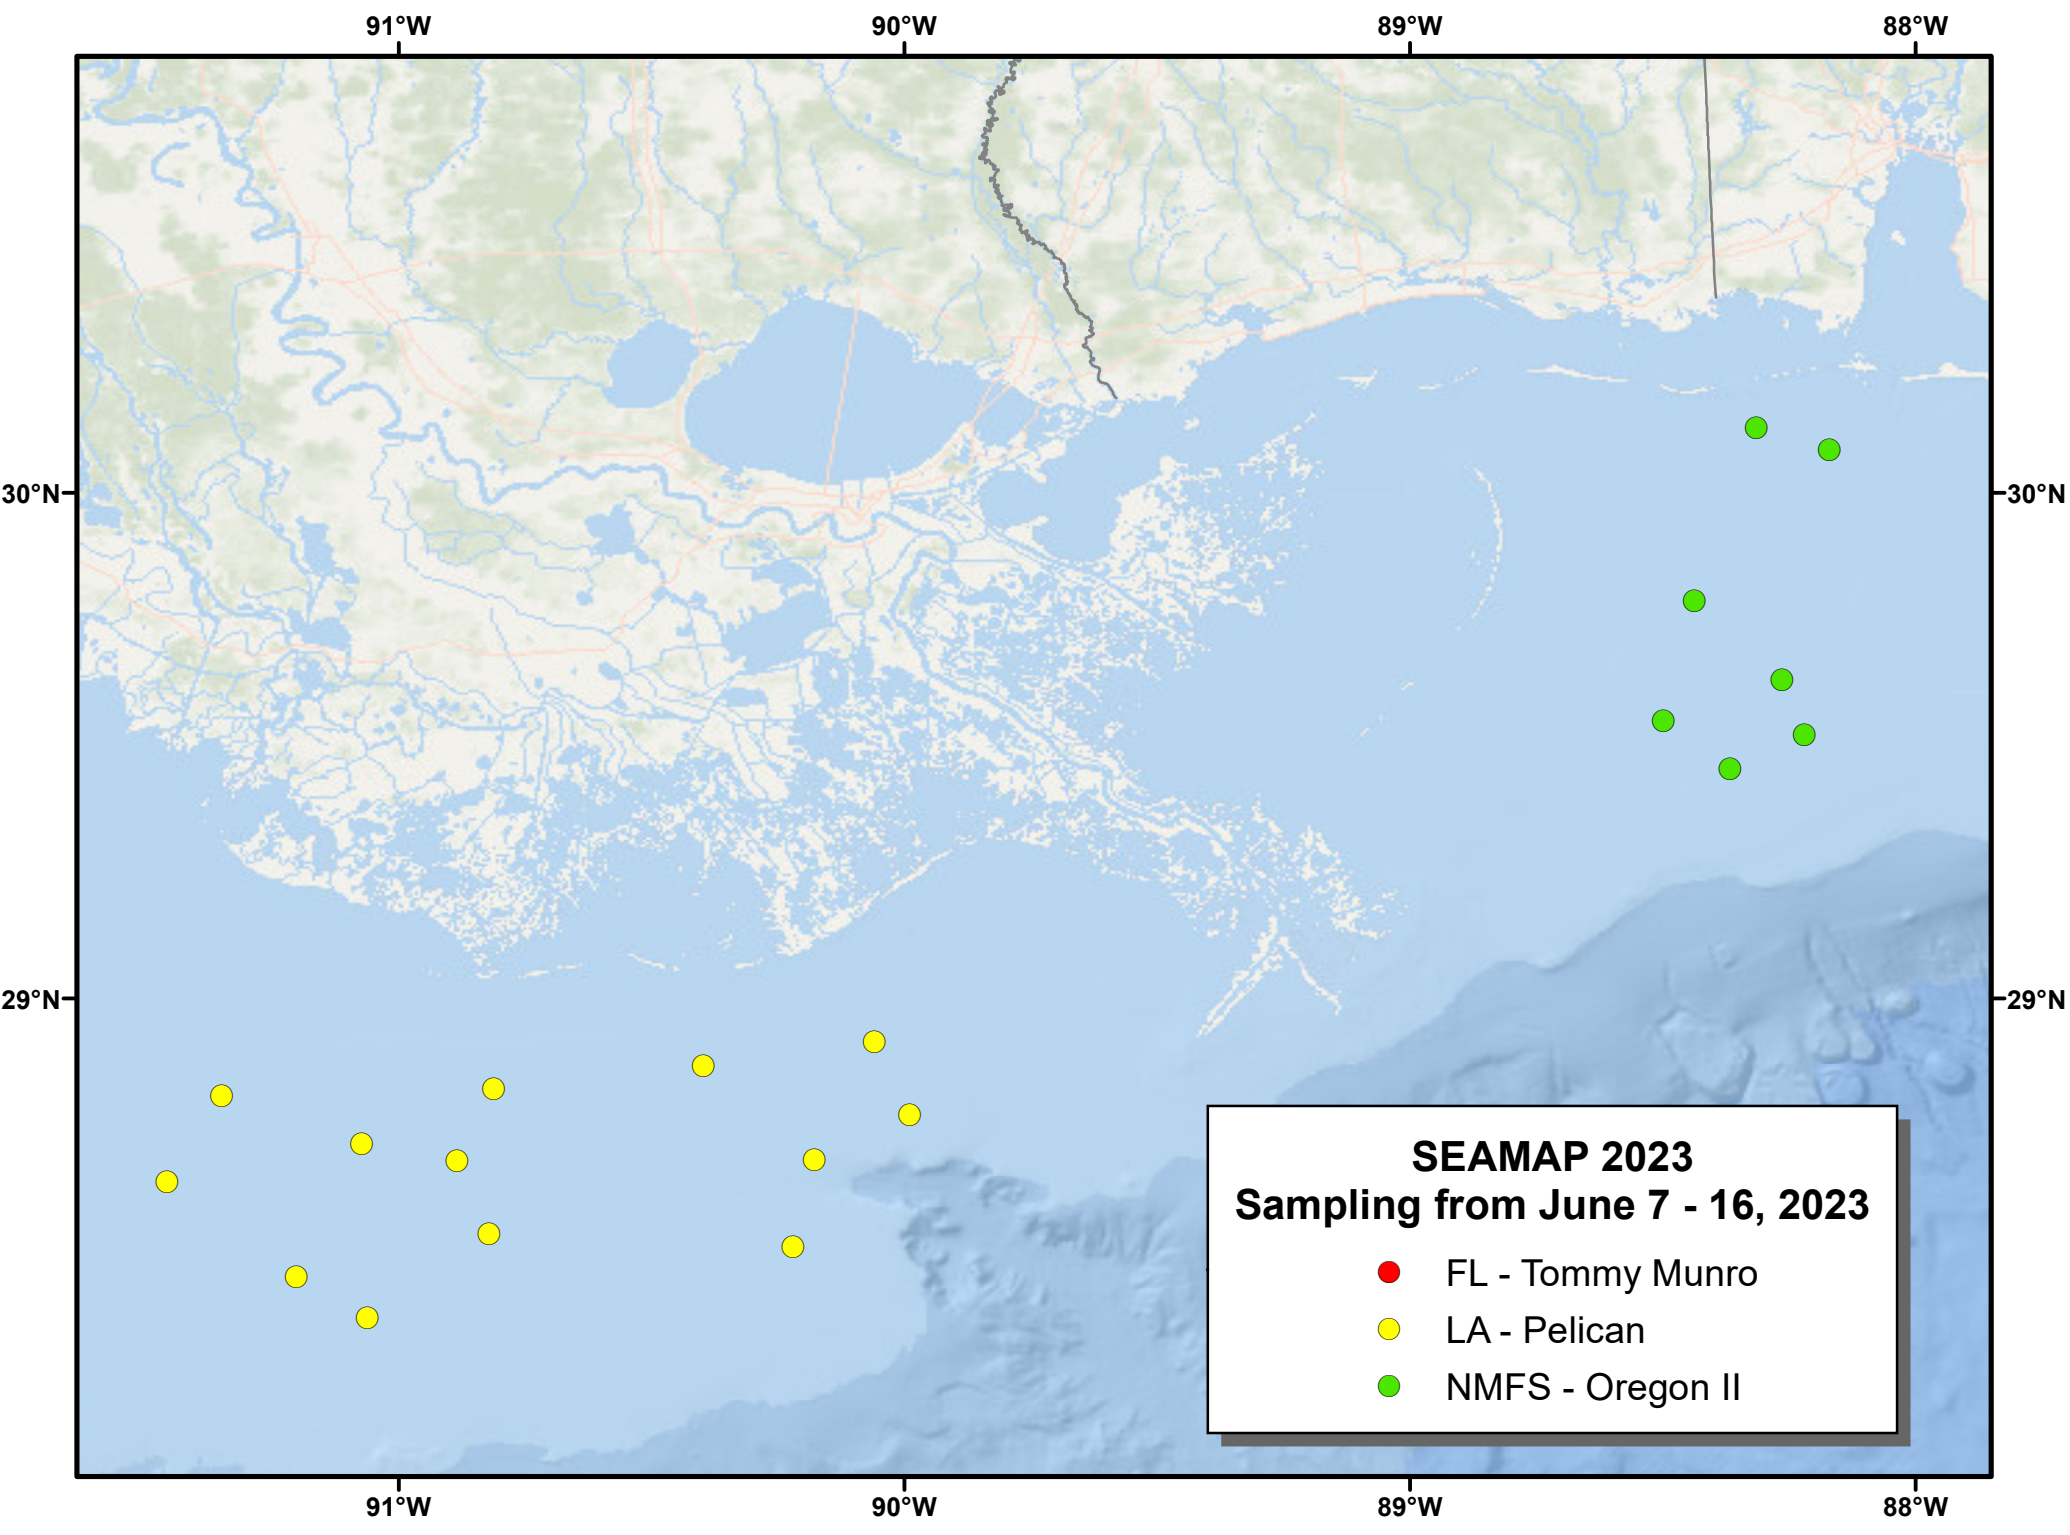 91°W 90°W 89°W 88°W
30°N 30°N
29°N 29°N
SEAMAP 2023
Sampling from June 7 - 16, 2023
FL - Tommy Munro
LA - Pelican
NMFS - Oregon II
91°W 90°W 89°W 88°W